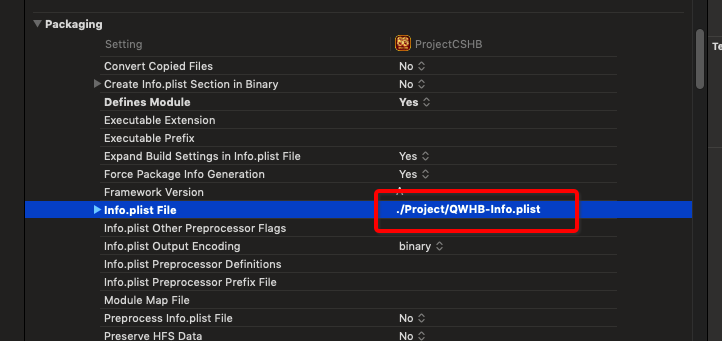 Packaging
Setting ProjectCSHB
Convert Copied Files No
Create Info.plist Section in Binary No
Defines Module Yes
Executable Extension
Executable Prefix
Expand Build Settings in Info.plist File Yes
Force Package Info Generation Yes
Framework Version
Info.plist File ./Project/QWHB-Info.plist
Info.plist Other Preprocessor Flags
Info.plist Output Encoding binary
Info.plist Preprocessor Definitions
Info.plist Preprocessor Prefix File
Module Map File
Preprocess Info.plist File No
Preserve HFS Data No
Te